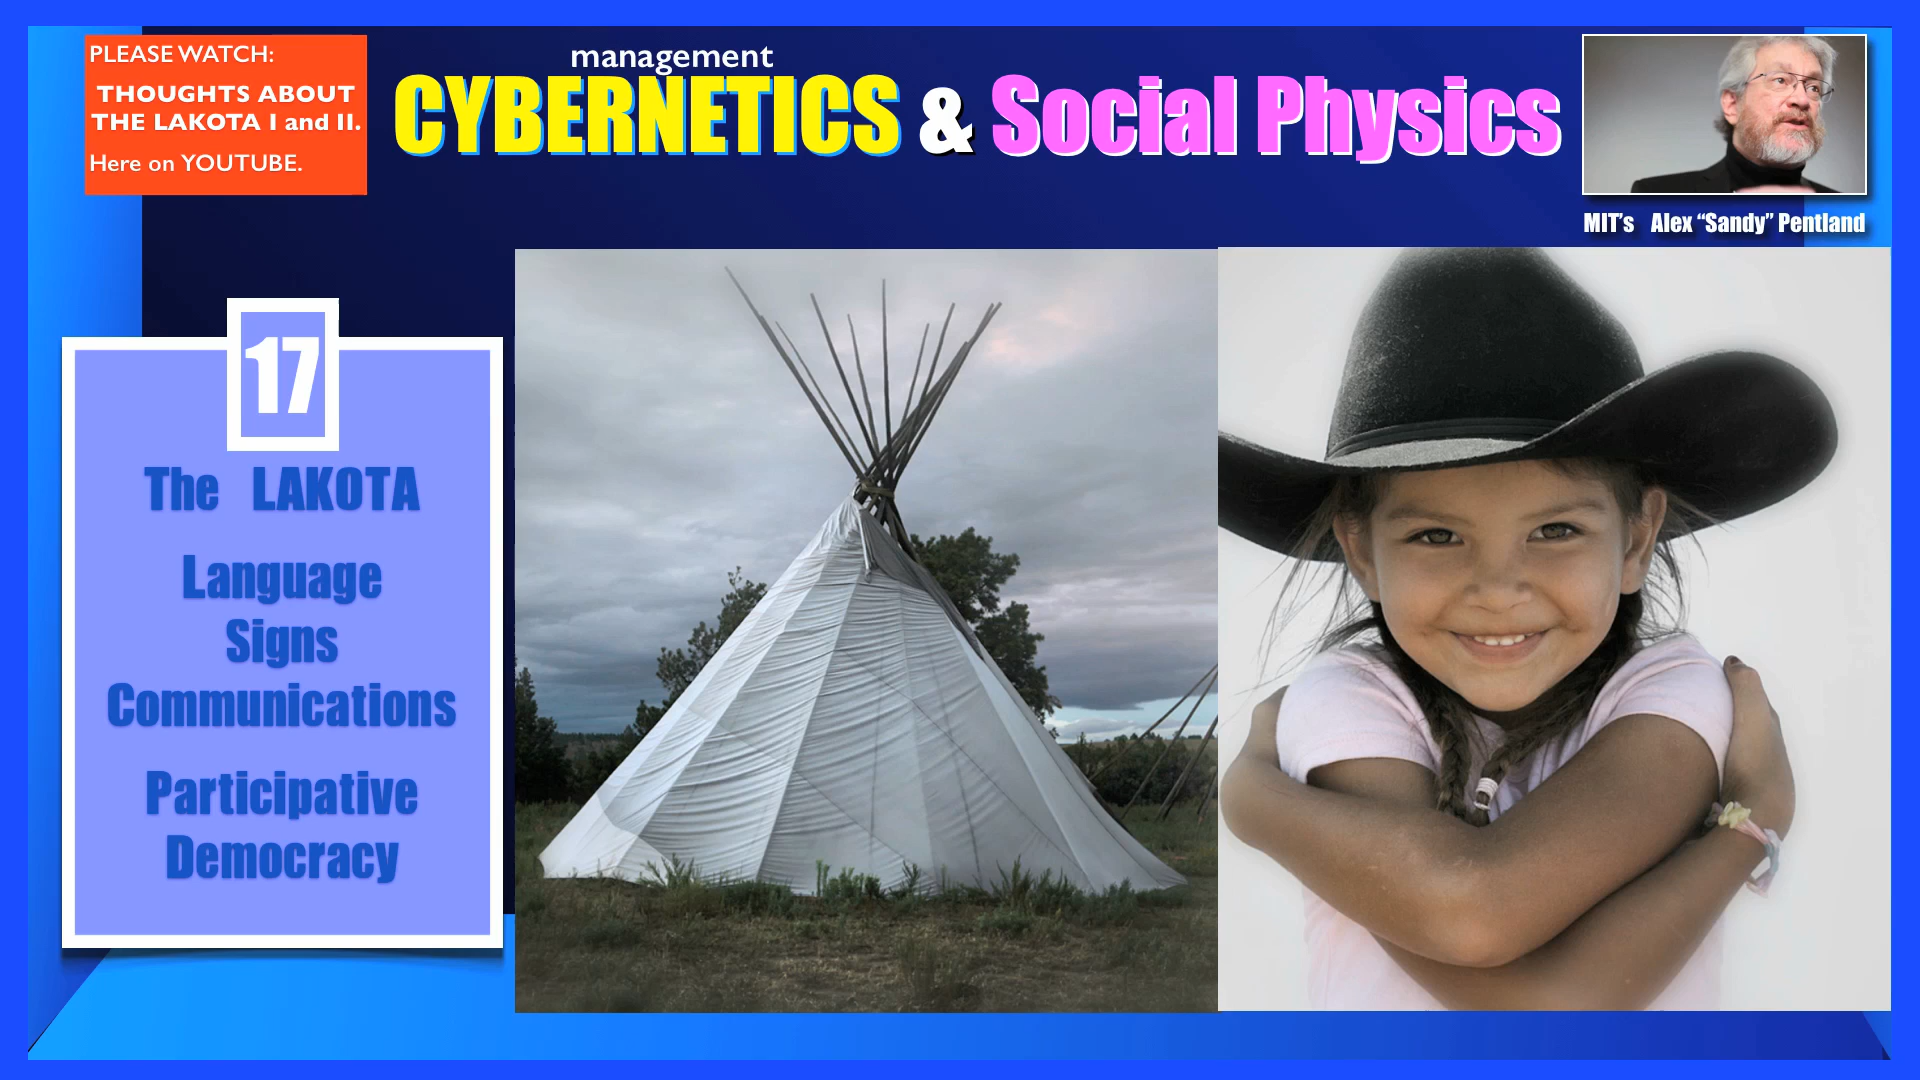 PLEASE WATCH:
THOUGHTS ABOUT
THE LAKOTA I and II.
Here on YOUTUBE.
management
CYBERNETICS & Social Physics
MIT's Alex “Sandy” Pentland
17
The LAKOTA
Language
Signs
Communications
Participative
Democracy